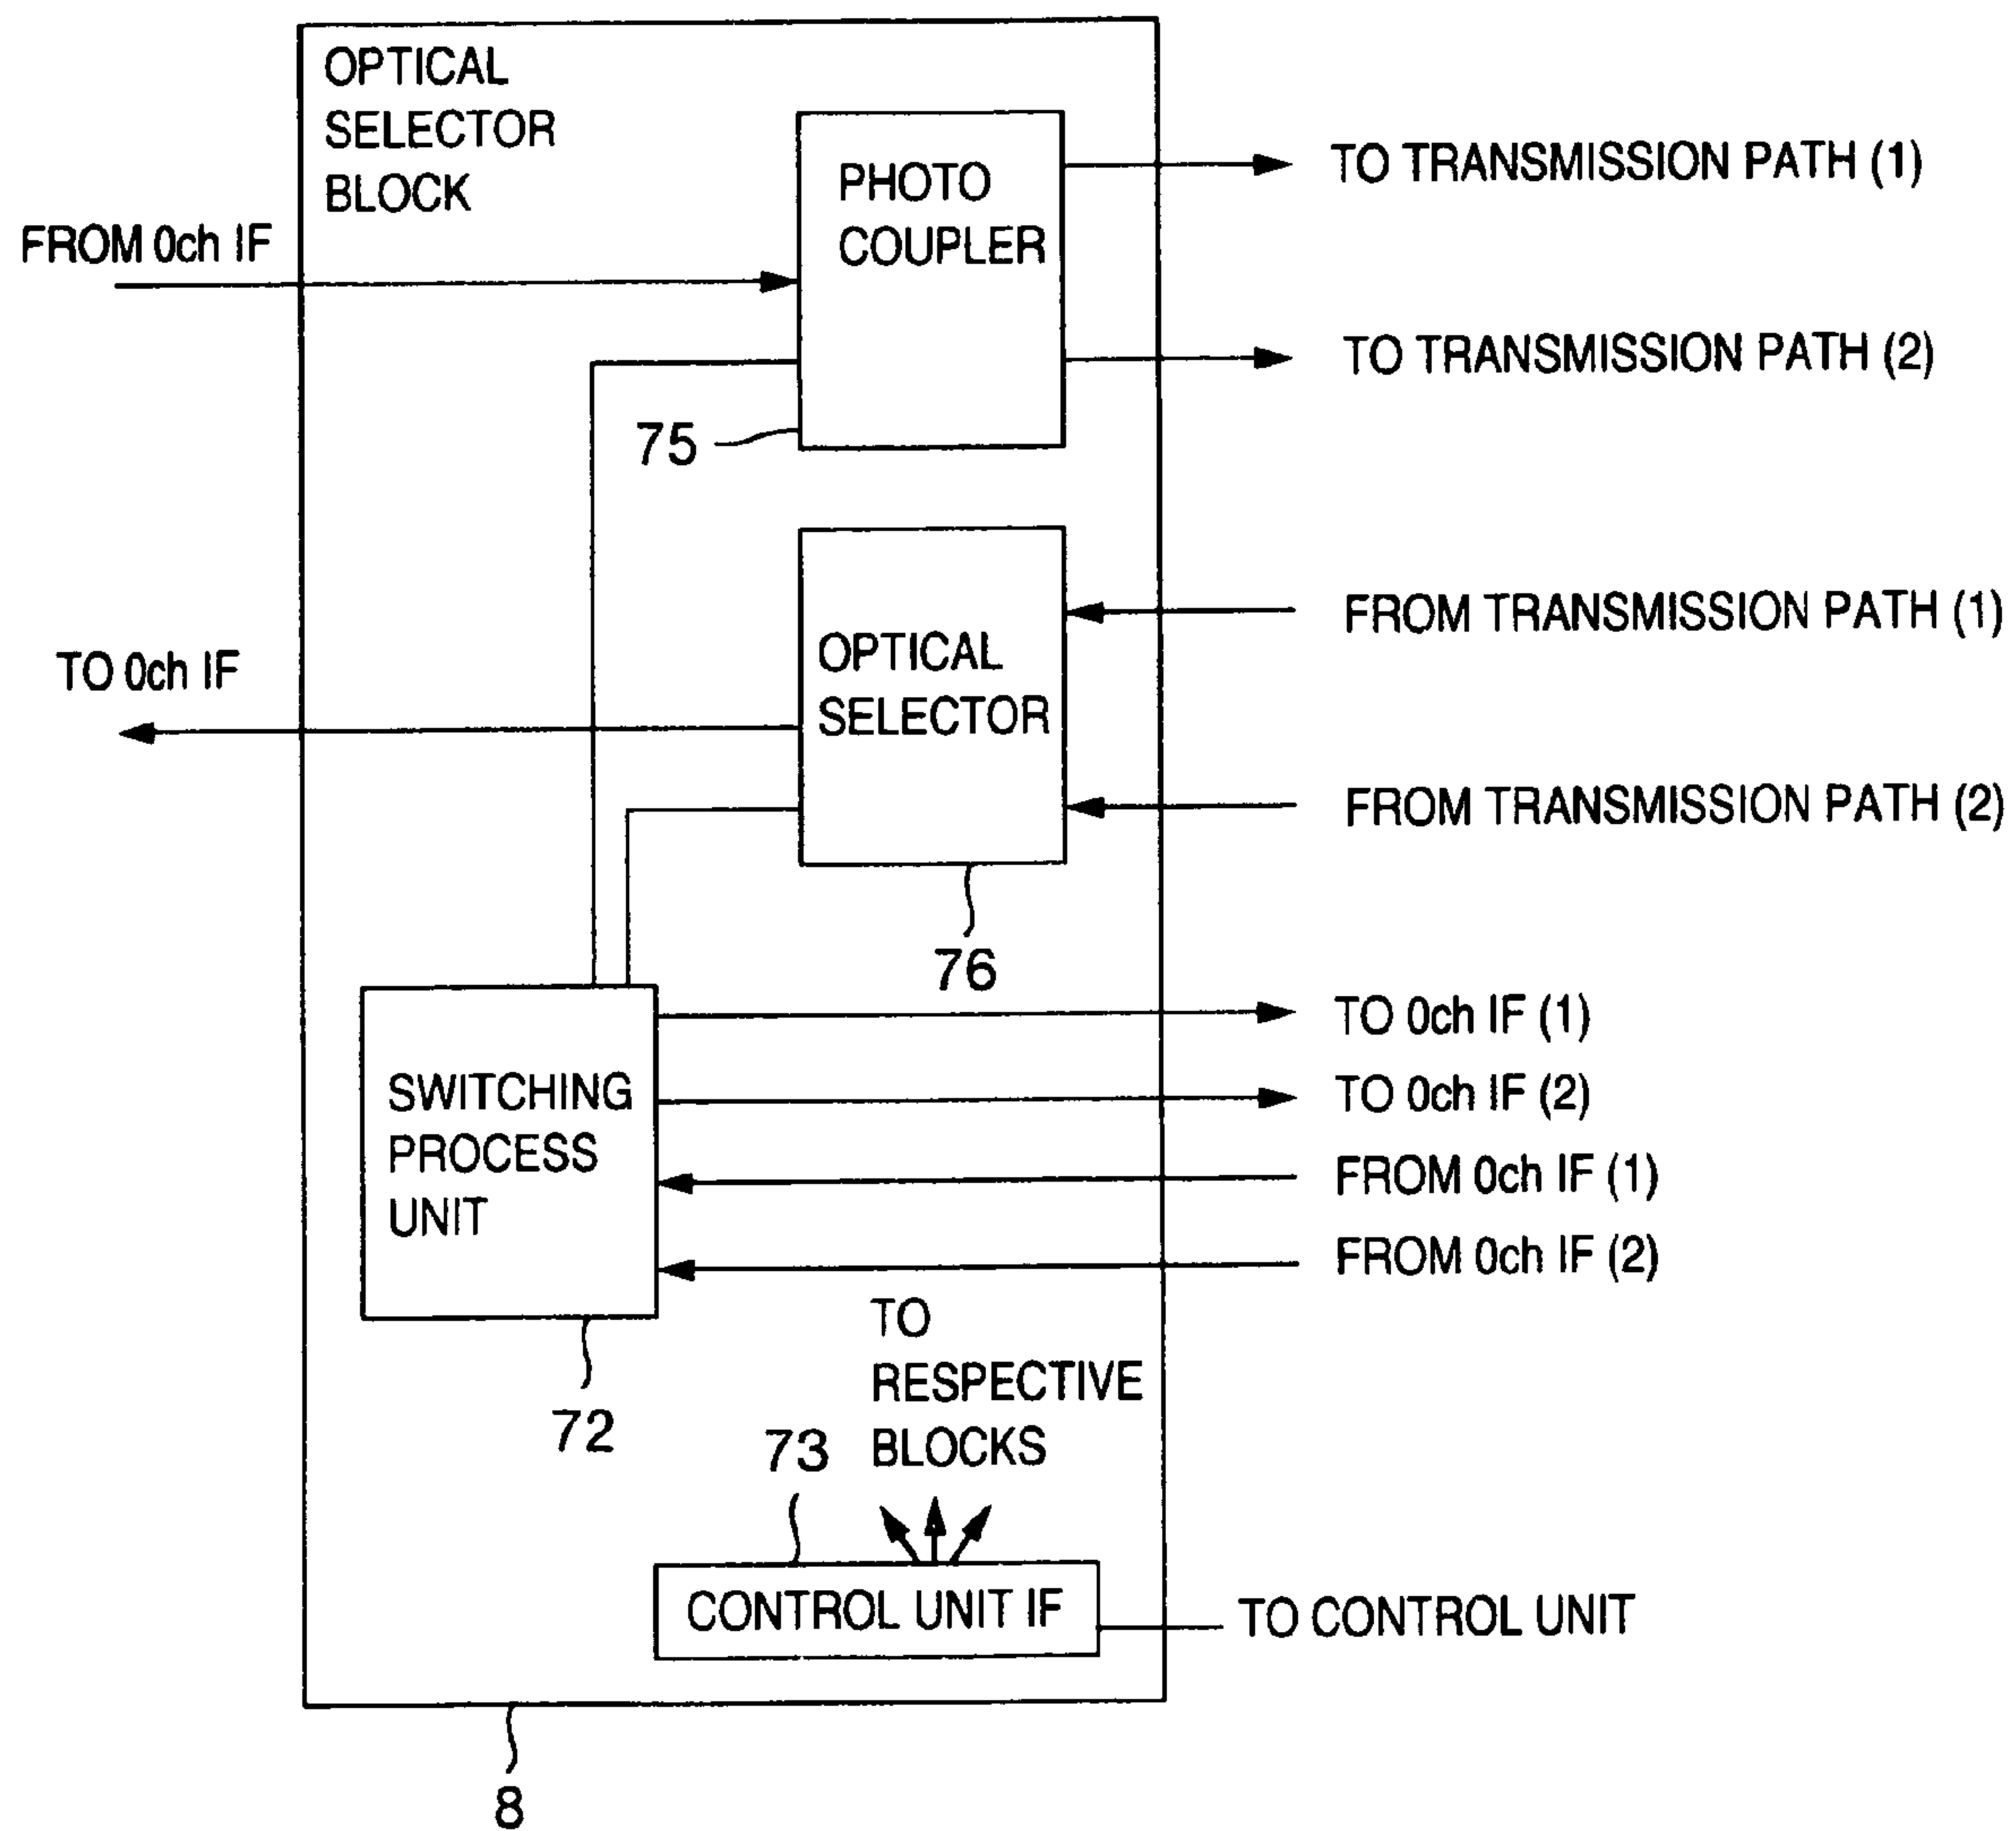 OPTICAL
SELECTOR
BLOCK
FROM 0ch IF
PHOTO
COUPLER
TO TRANSMISSION PATH (1)
TO TRANSMISSION PATH (2)
75
TO 0ch IF
OPTICAL
SELECTOR
FROM TRANSMISSION PATH (1)
FROM TRANSMISSION PATH (2)
76
SWITCHING
PROCESS
UNIT
TO 0ch IF (1)
TO 0ch IF (2)
FROM 0ch IF (1)
FROM 0ch IF (2)
72
TO
RESPECTIVE
BLOCKS
73
CONTROL UNIT IF
TO CONTROL UNIT
8